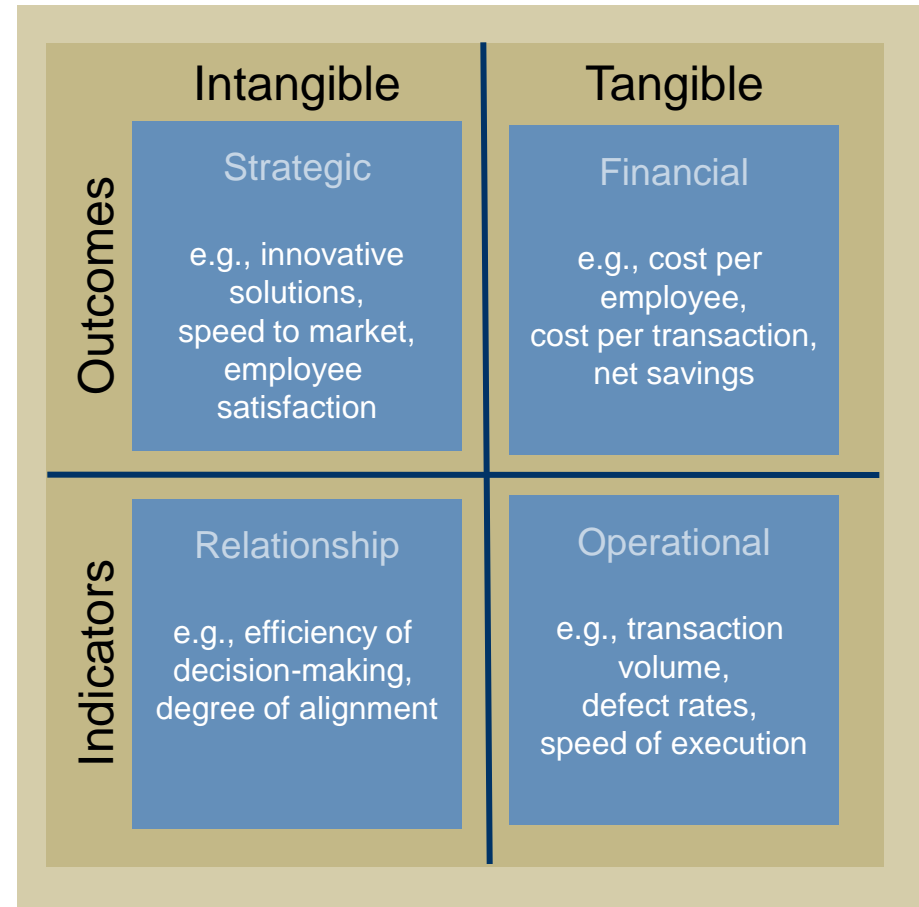 Intangible
Tangible
Outcomes
Strategic
e.g., innovative
solutions,
speed to market,
employee
satisfaction
Financial
e.g., cost per
employee,
cost per transaction,
net savings
Indicators
Relationship
e.g., efficiency of
decision-making,
degree of alignment
Operational
e.g., transaction
volume,
defect rates,
speed of execution